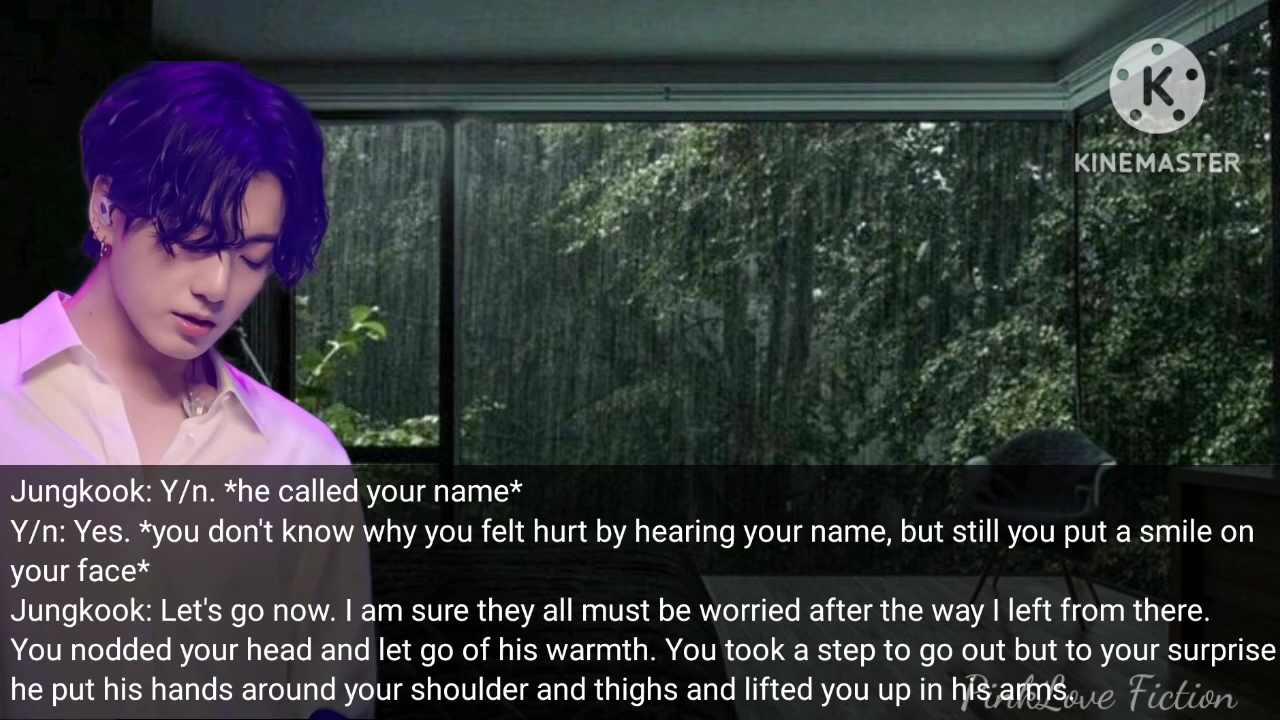 KINEMASTER
Jungkook: Y/n. *he called your name*
Y/n: Yes. *you don't know why you felt hurt by hearing your name, but still you put a smile on
your face*
Jungkook: Let's go now. I am sure they all must be worried after the way I left from there.
You nodded your head and let go of his warmth. You took a step to go out but to your surprise
he put his hands around your shoulder and thighs and lifted you up in his arms.
PinkLove Fiction